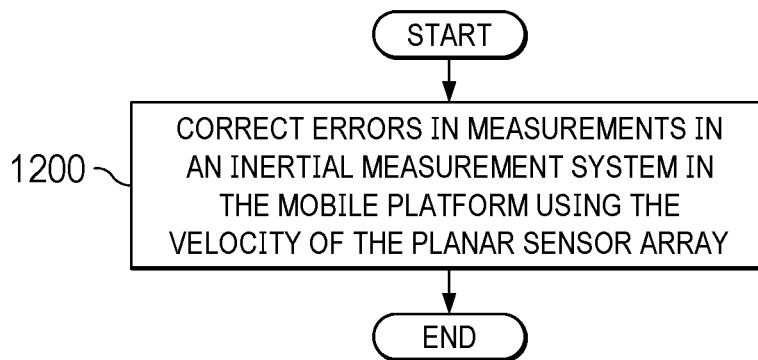 START
CORRECT ERRORS IN MEASUREMENTS IN
AN INERTIAL MEASUREMENT SYSTEM IN
THE MOBILE PLATFORM USING THE
VELOCITY OF THE PLANAR SENSOR ARRAY
1200
END